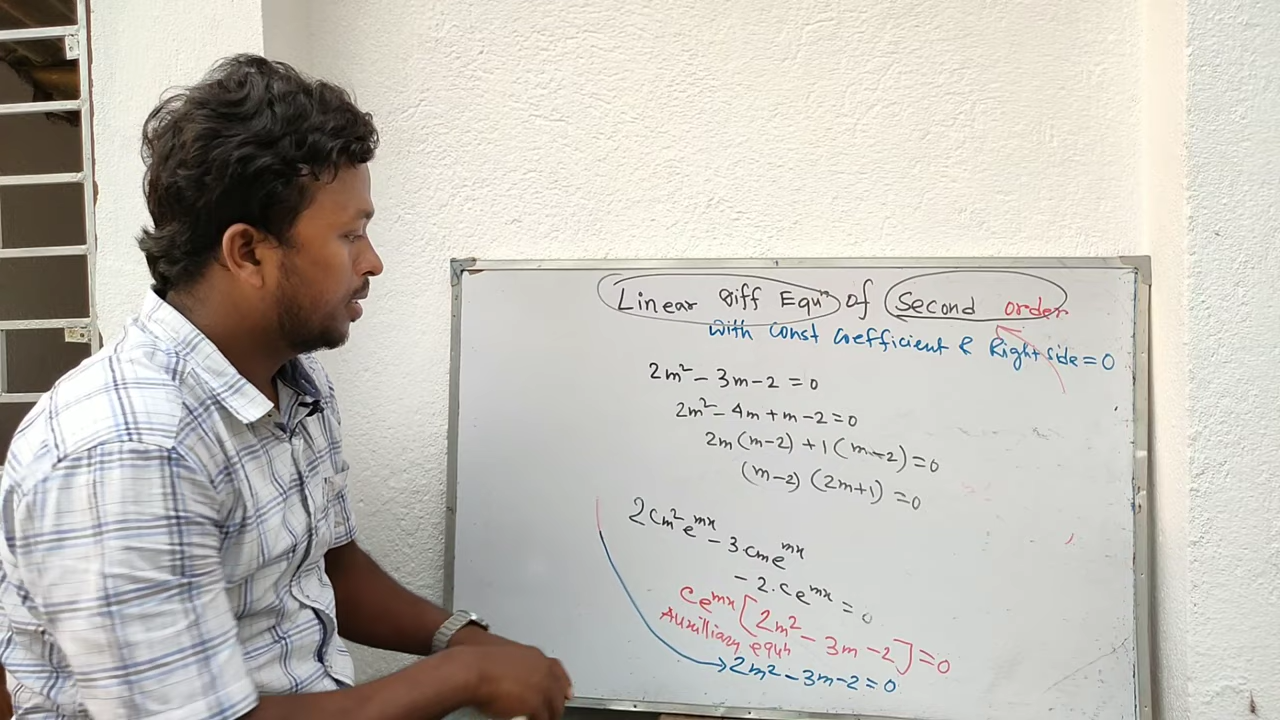 Linear Diff Equⁿ of Second order
with Const Coefficient & Right side = 0
2m² - 3m - 2 = 0
2m² - 4m + m - 2 = 0
2m(m-2) + 1(m-2) = 0
(m-2) (2m+1) = 0
2cm²e^mx - 3.cme^mx
- 2.ce^mx = 0
ce^mx [2m² - 3m - 2] = 0
Auxilliary equⁿ
→ 2m² - 3m - 2 = 0